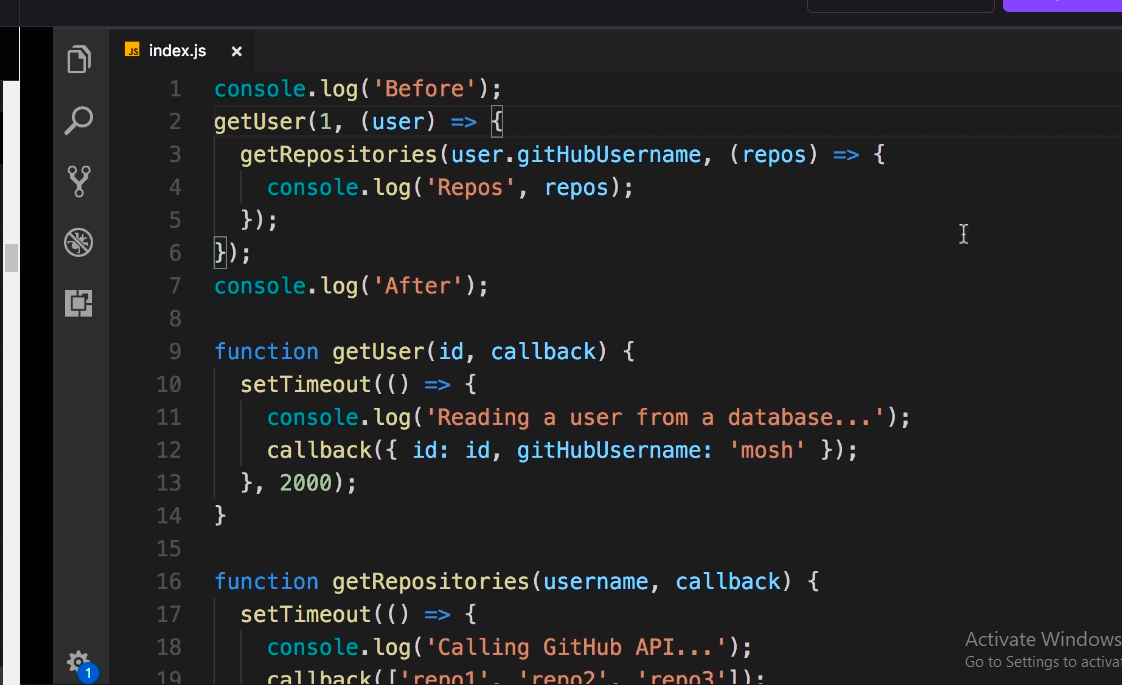 JS index.js ×
1 console.log('Before');
2 getUser(1, (user) => {
3   getRepositories(user.gitHubUsername, (repos) => {
4     console.log('Repos', repos);
5   });
6 });
7 console.log('After');
8
9 function getUser(id, callback) {
10   setTimeout(() => {
11     console.log('Reading a user from a database...');
12     callback({ id: id, gitHubUsername: 'mosh' });
13   }, 2000);
14 }
15
16 function getRepositories(username, callback) {
17   setTimeout(() => {
18     console.log('Calling GitHub API...');
19     callback(['repo1', 'repo2', 'repo3']);
1
Activate Windows
Go to Settings to activat